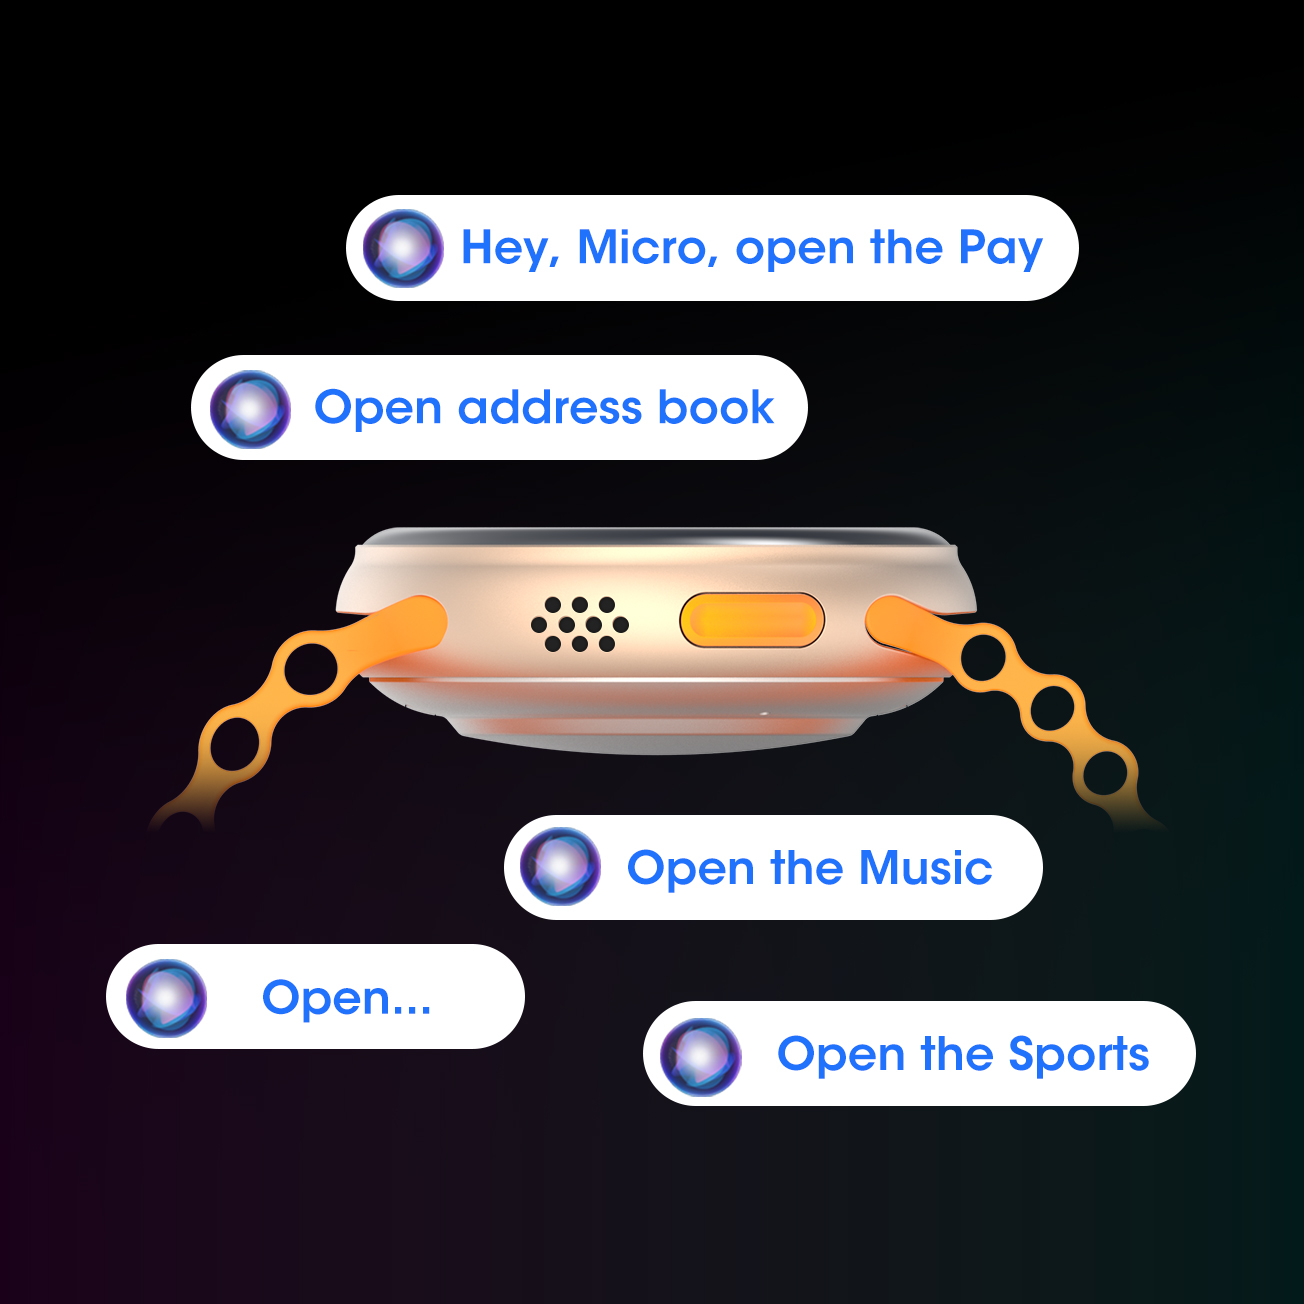 Hey, Micro, open the Pay
Open address book
Open the Music
Open...
Open the Sports